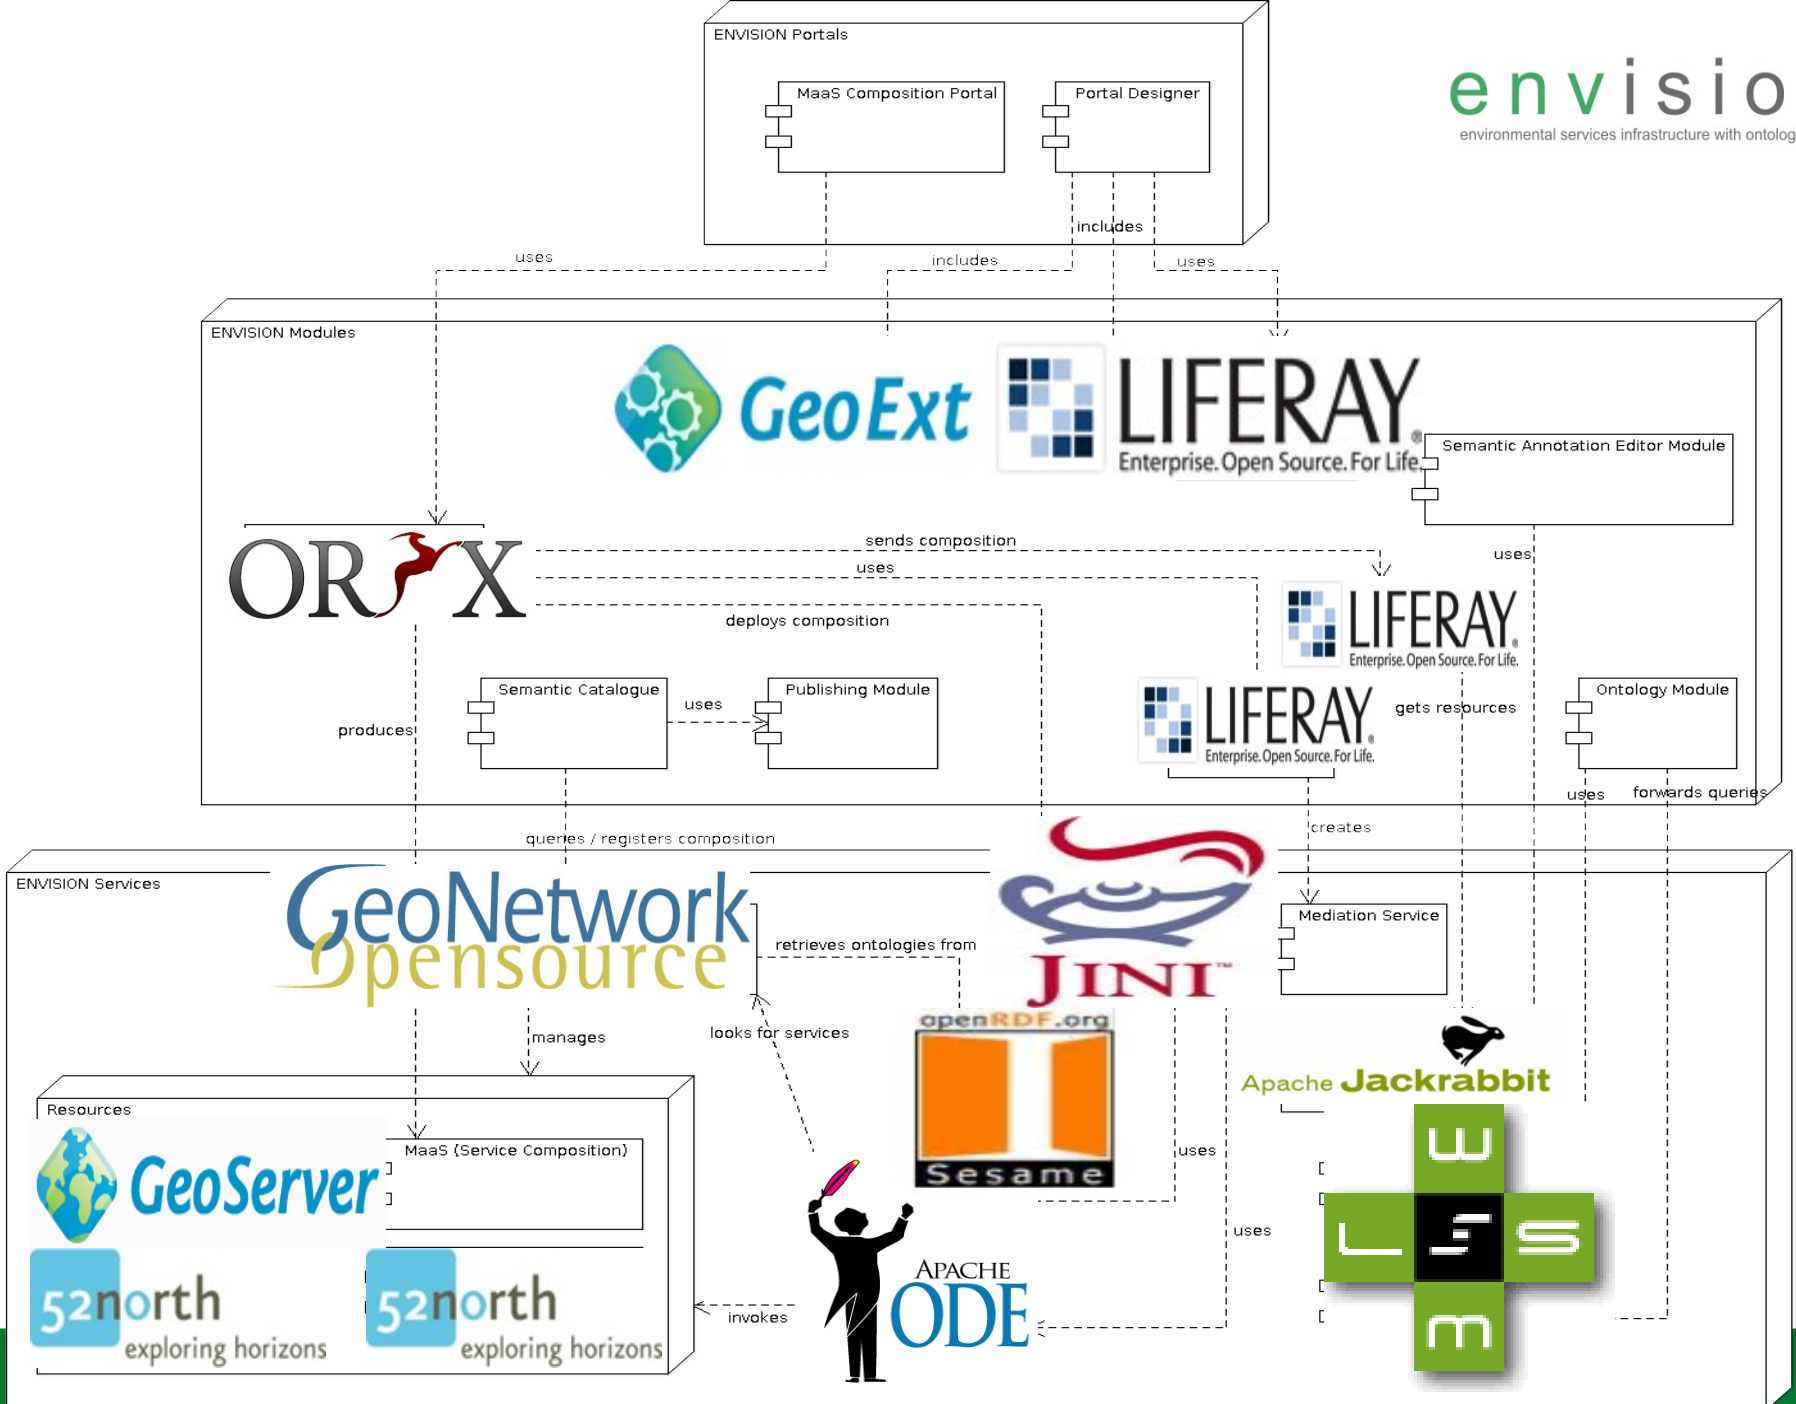 ENVISION Portals
MaaS Composition Portal
Portal Designer
envisio
environmental services infrastructure with ontolog
includes
uses
includes
uses
ENVISION Modules
GeoExt
LIFERAY
Enterprise. Open Source. For Life.
Semantic Annotation Editor Module
ORYX
sends composition
uses
uses
deploys composition
LIFERAY
Enterprise. Open Source. For Life.
Semantic Catalogue
uses
Publishing Module
LIFERAY
Enterprise. Open Source. For Life.
gets resources
Ontology Module
produces
uses
forwards queries
queries / registers composition
creates
ENVISION Services
GeoNetwork
Opensource
retrieves ontologies from
JINI™
Mediation Service
looks for services
manages
openRDF.org
Sesame
Apache Jackrabbit
Resources
GeoServer
MaaS (Service Composition)
uses
uses
52north
exploring horizons
52north
exploring horizons
invokes
APACHE
ODE